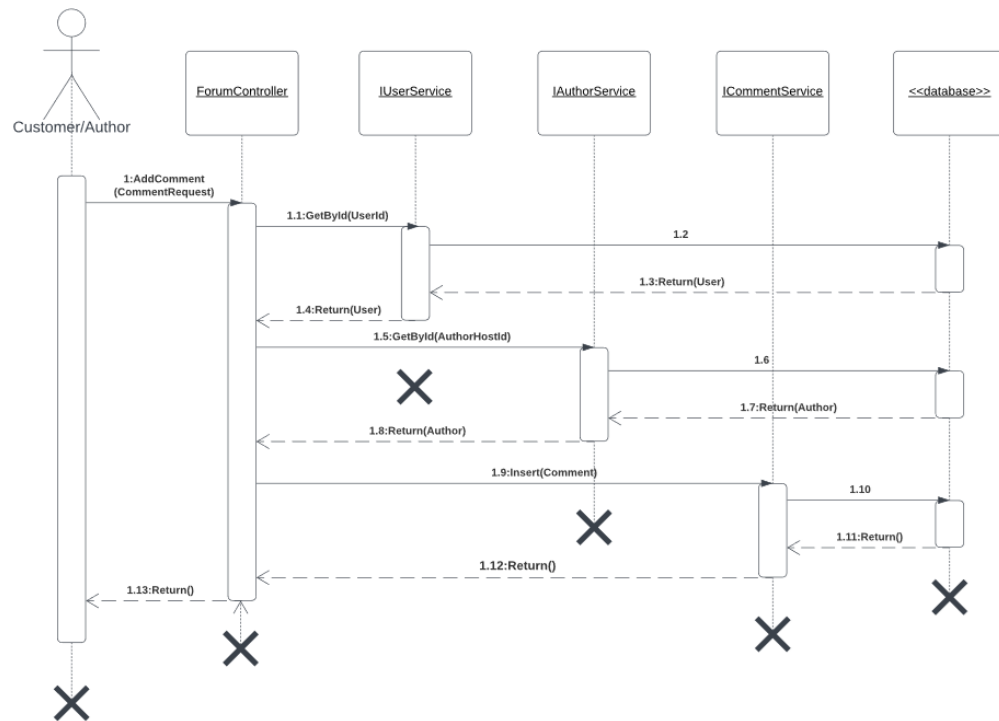 Customer/Author
ForumController
IUserService
IAuthorService
ICommentService
<<database>>
1:AddComment
(CommentRequest)
1.1:GetById(UserId)
1.2
1.3:Return(User)
1.4:Return(User)
1.5:GetById(AuthorHostId)
1.6
1.7:Return(Author)
1.8:Return(Author)
1.9:Insert(Comment)
1.10
1.11:Return()
1.12:Return()
1.13:Return()